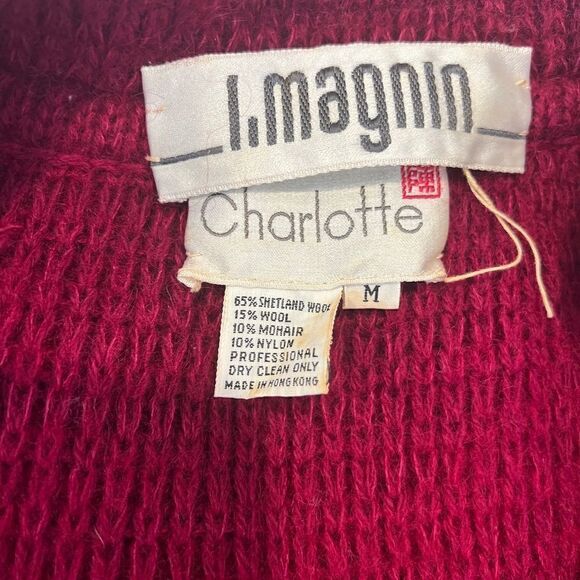 I.magnin
Charlotte
M
65% SHETLAND WOOL
15% WOOL
10% MOHAIR
10% NYLON
PROFESSIONAL
DRY CLEAN ONLY
MADE IN HONG KONG